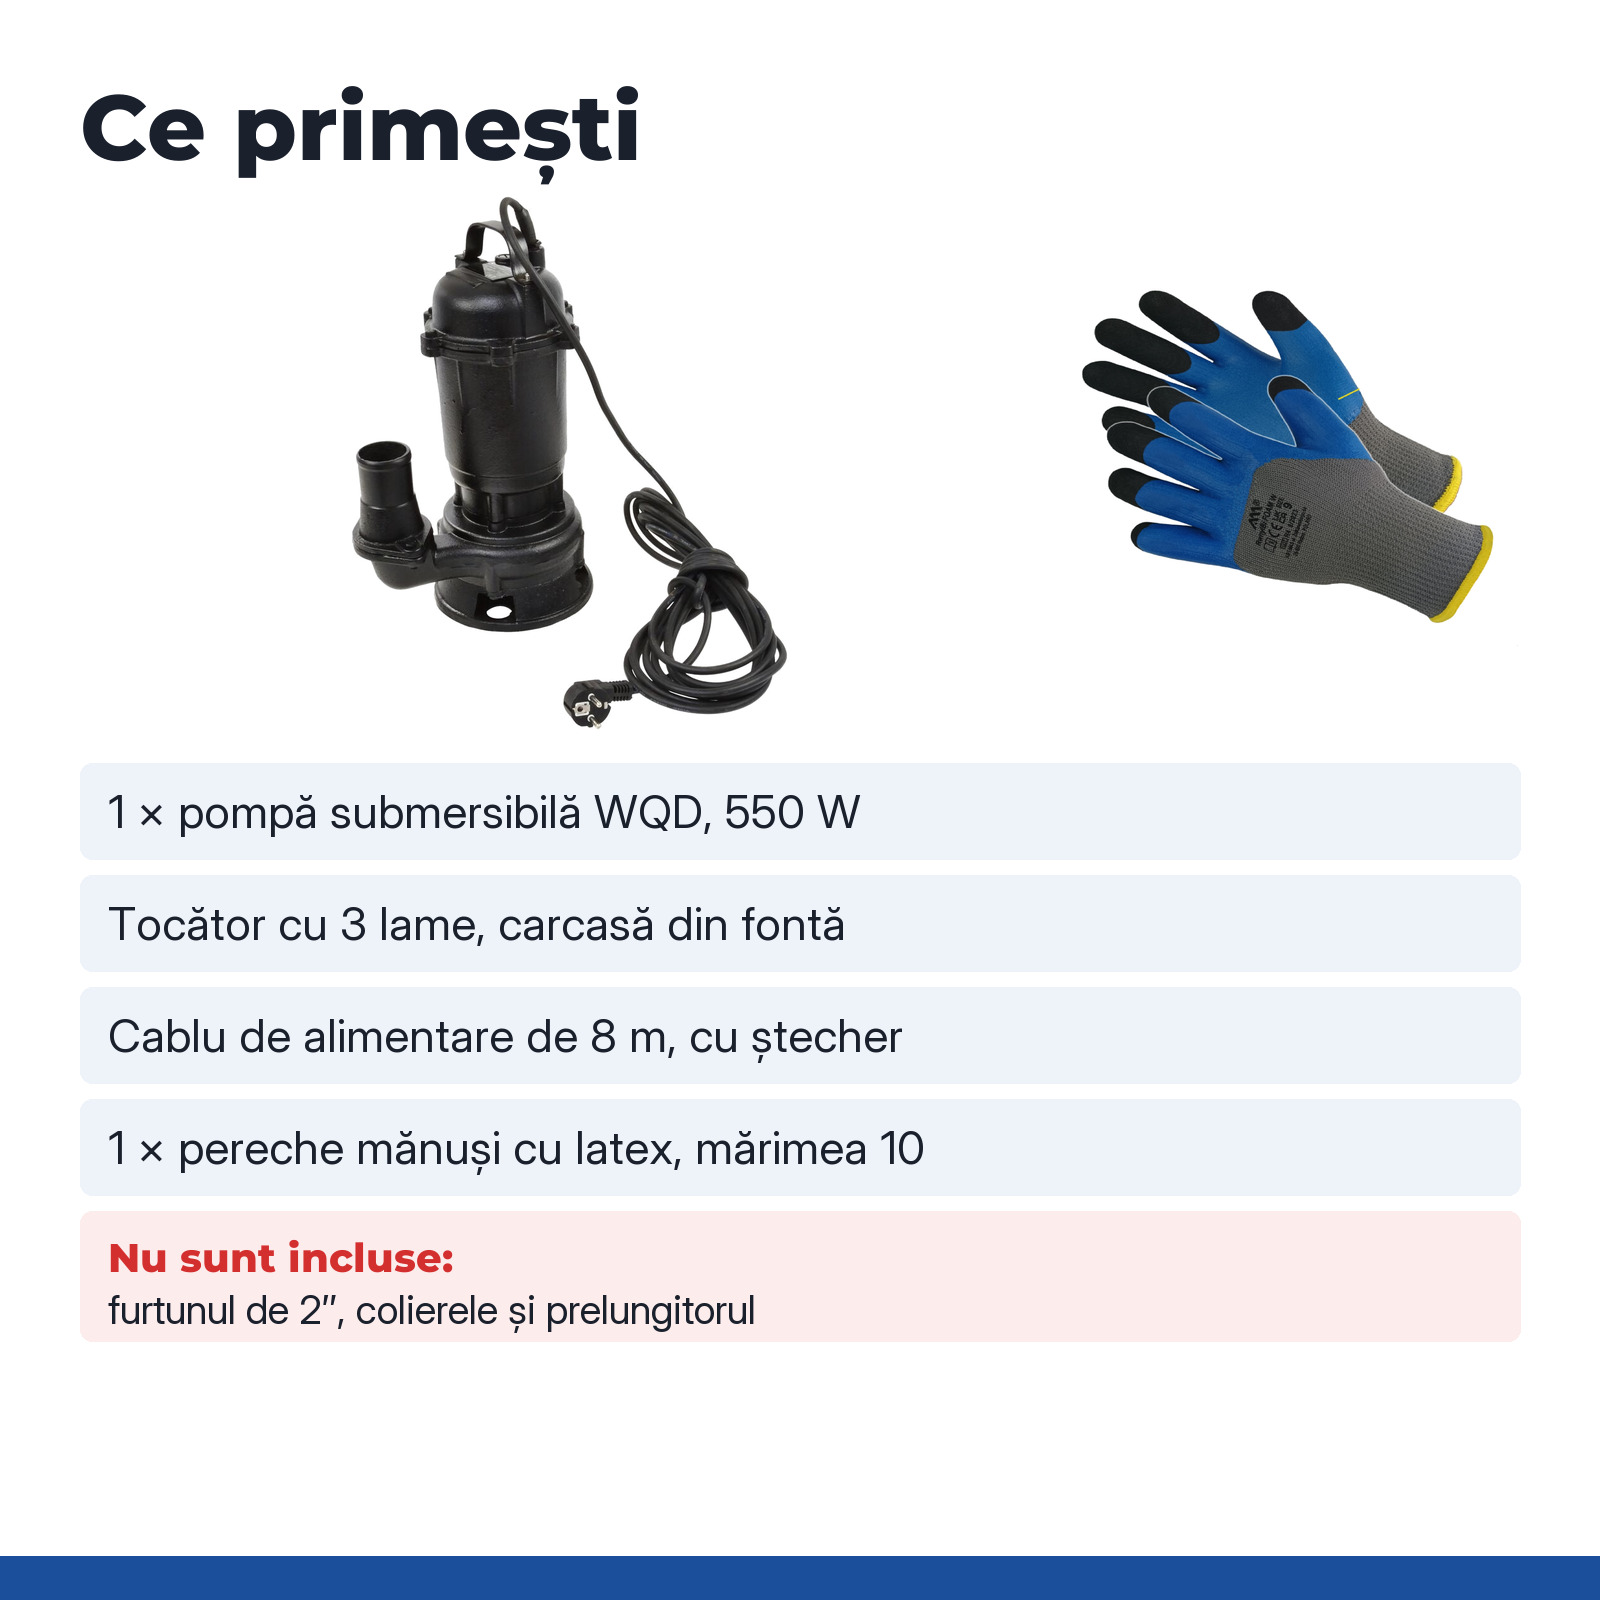 Ce primești
1 × pompă submersibilă WQD, 550 W
Tocător cu 3 lame, carcasă din fontă
Cablu de alimentare de 8 m, cu ștecher
1 × pereche mănuși cu latex, mărimea 10
Nu sunt incluse:
furtunul de 2″, colierele și prelungitorul